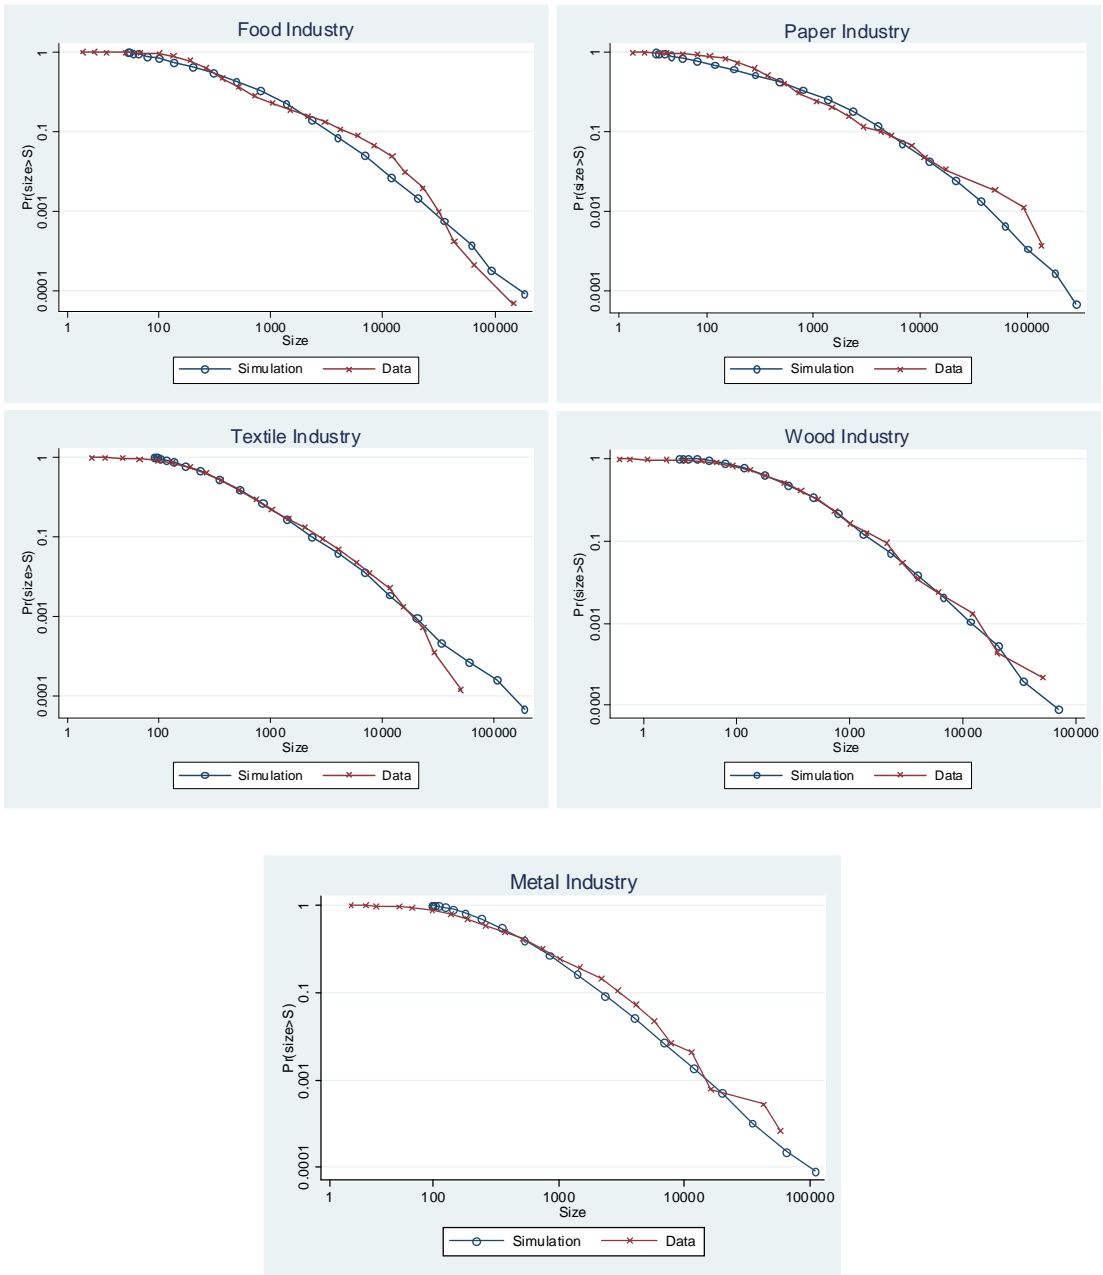 Food Industry
Pr(size>S)
1
0.1
0.001
0.0001
1 100 1000 10000 100000
Size
Simulation Data
Paper Industry
Pr(size>S)
1
0.1
0.001
0.0001
1 100 1000 10000 100000
Size
Simulation Data
Textile Industry
Pr(size>S)
1
0.1
0.001
0.0001
1 100 1000 10000 100000
Size
Simulation Data
Wood Industry
Pr(size>S)
1
0.1
0.001
0.0001
1 100 1000 10000 100000
Size
Simulation Data
Metal Industry
Pr(size>S)
1
0.1
0.001
0.0001
1 100 1000 10000 100000
Size
Simulation Data